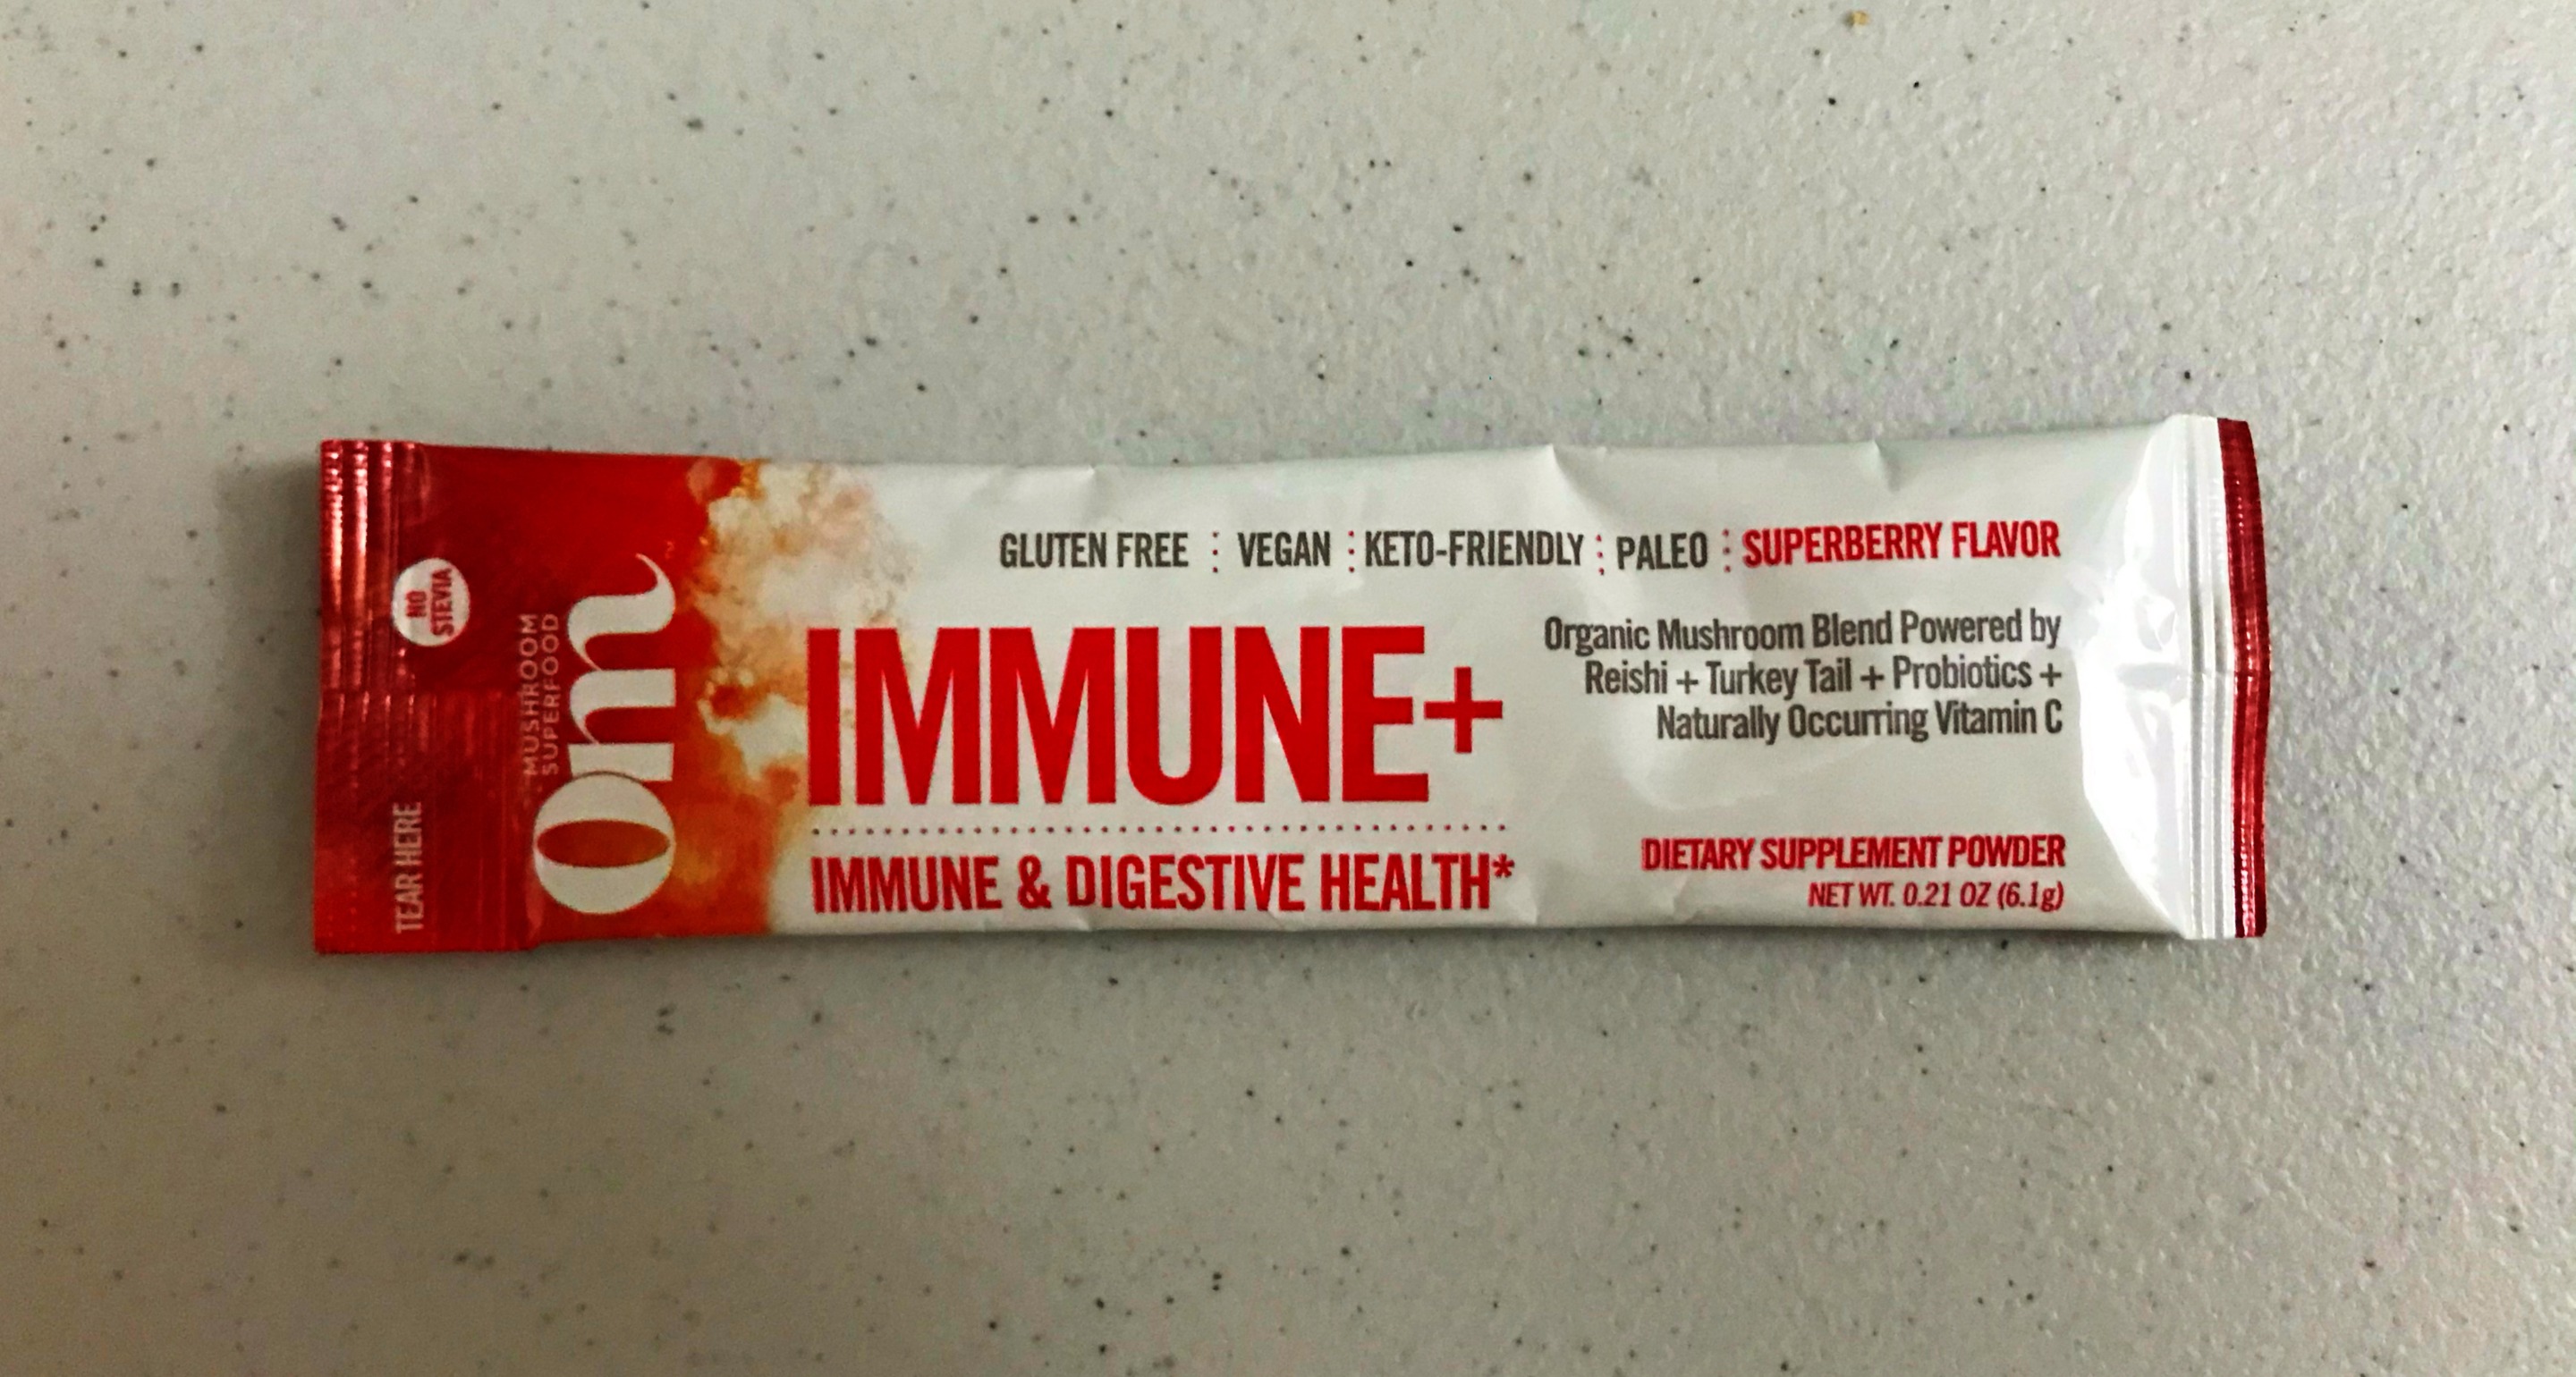 NO
STEVIA
TEAR HERE
MUSHROOM
SUPERFOOD
om
GLUTEN FREE ⋮ VEGAN ⋮ KETO-FRIENDLY ⋮ PALEO ⋮ SUPERBERRY FLAVOR
IMMUNE+
IMMUNE & DIGESTIVE HEALTH*
Organic Mushroom Blend Powered by
Reishi + Turkey Tail + Probiotics +
Naturally Occurring Vitamin C
DIETARY SUPPLEMENT POWDER
NET WT. 0.21 OZ (6.1g)